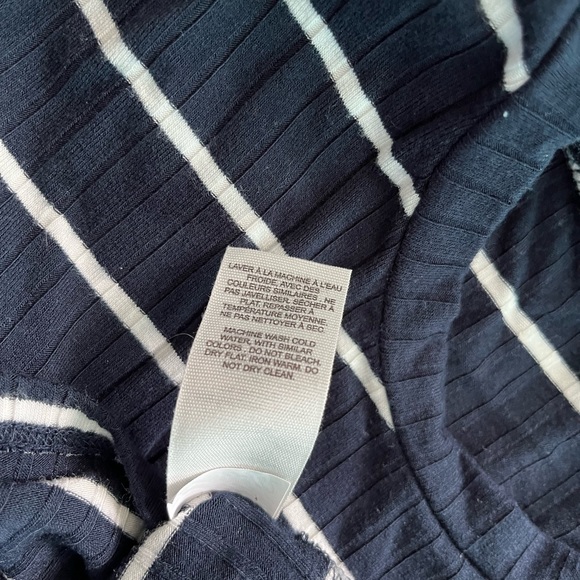 LAVER À LA MACHINE À L'EAU
FROIDE, AVEC DES
COULEURS SIMILAIRES . NE
PAS JAVELLISER. SÉCHER À
PLAT. REPASSER À
TEMPÉRATURE MOYENNE.
NE PAS NETTOYER À SEC.
MACHINE WASH COLD
WATER, WITH SIMILAR
COLORS . DO NOT BLEACH.
DRY FLAT. IRON WARM. DO
NOT DRY CLEAN.